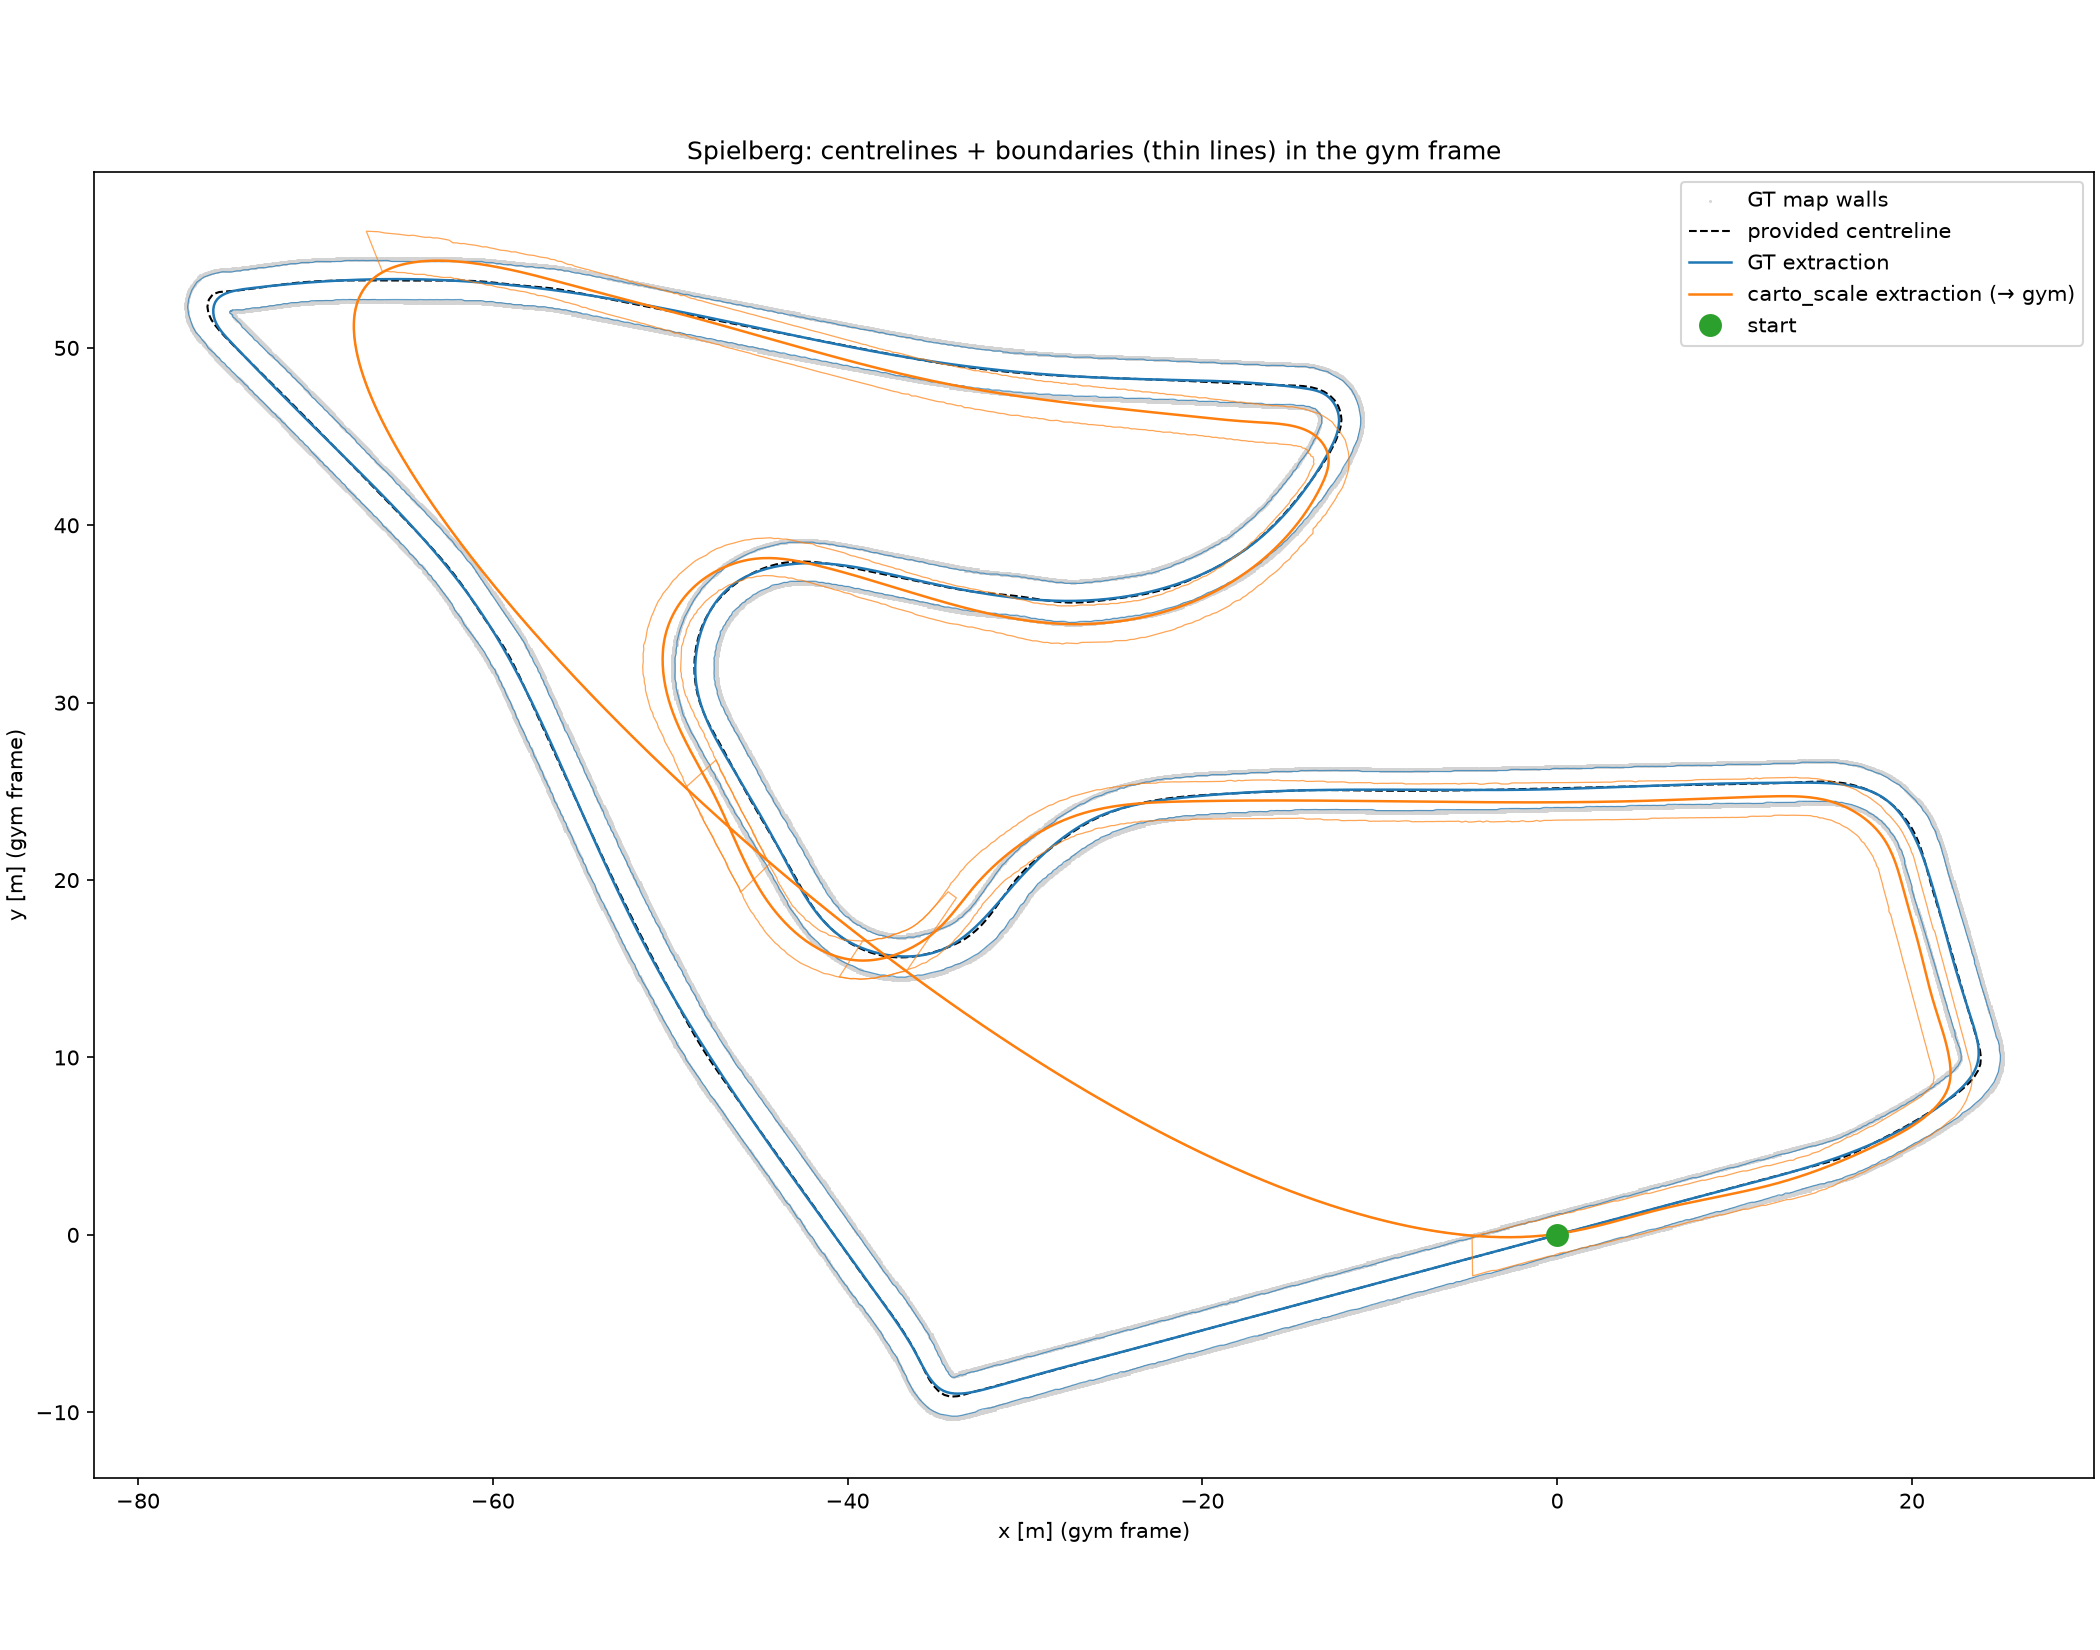 Spielberg: centrelines + boundaries (thin lines) in the gym frame
GT map walls
provided centreline
GT extraction
carto_scale extraction (→ gym)
start
50
40
30
20
10
0
−10
y [m] (gym frame)
−80
−60
−40
−20
0
20
x [m] (gym frame)